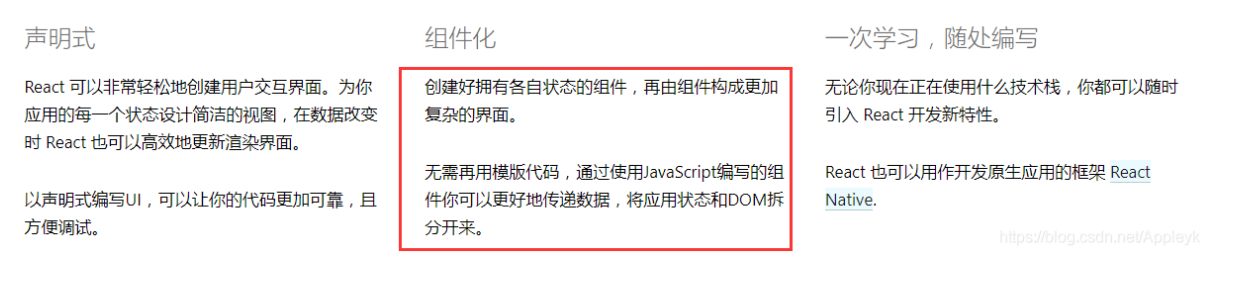 声明式
React 可以非常轻松地创建用户交互界面。为你
应用的每一个状态设计简洁的视图，在数据改变
时 React 也可以高效地更新渲染界面。
以声明式编写UI，可以让你的代码更加可靠，且
方便调试。
组件化
创建好拥有各自状态的组件，再由组件构成更加
复杂的界面。
无需再用模版代码，通过使用JavaScript编写的组
件你可以更好地传递数据，将应用状态和DOM拆
分开来。
一次学习，随处编写
无论你现在正在使用什么技术栈，你都可以随时
引入 React 开发新特性。
React 也可以用作开发原生应用的框架 React
Native.
https://blog.csdn.net/Appleyk